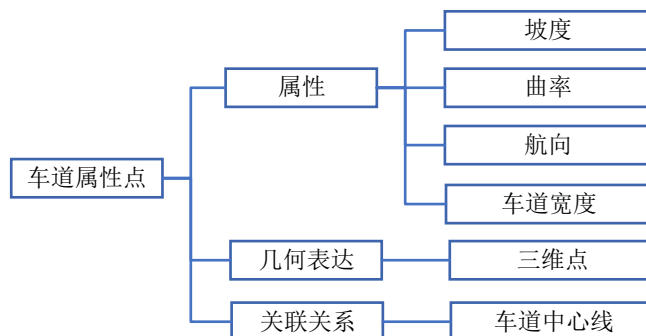 车道属性点
属性
坡度
曲率
航向
车道宽度
几何表达
三维点
关联关系
车道中心线